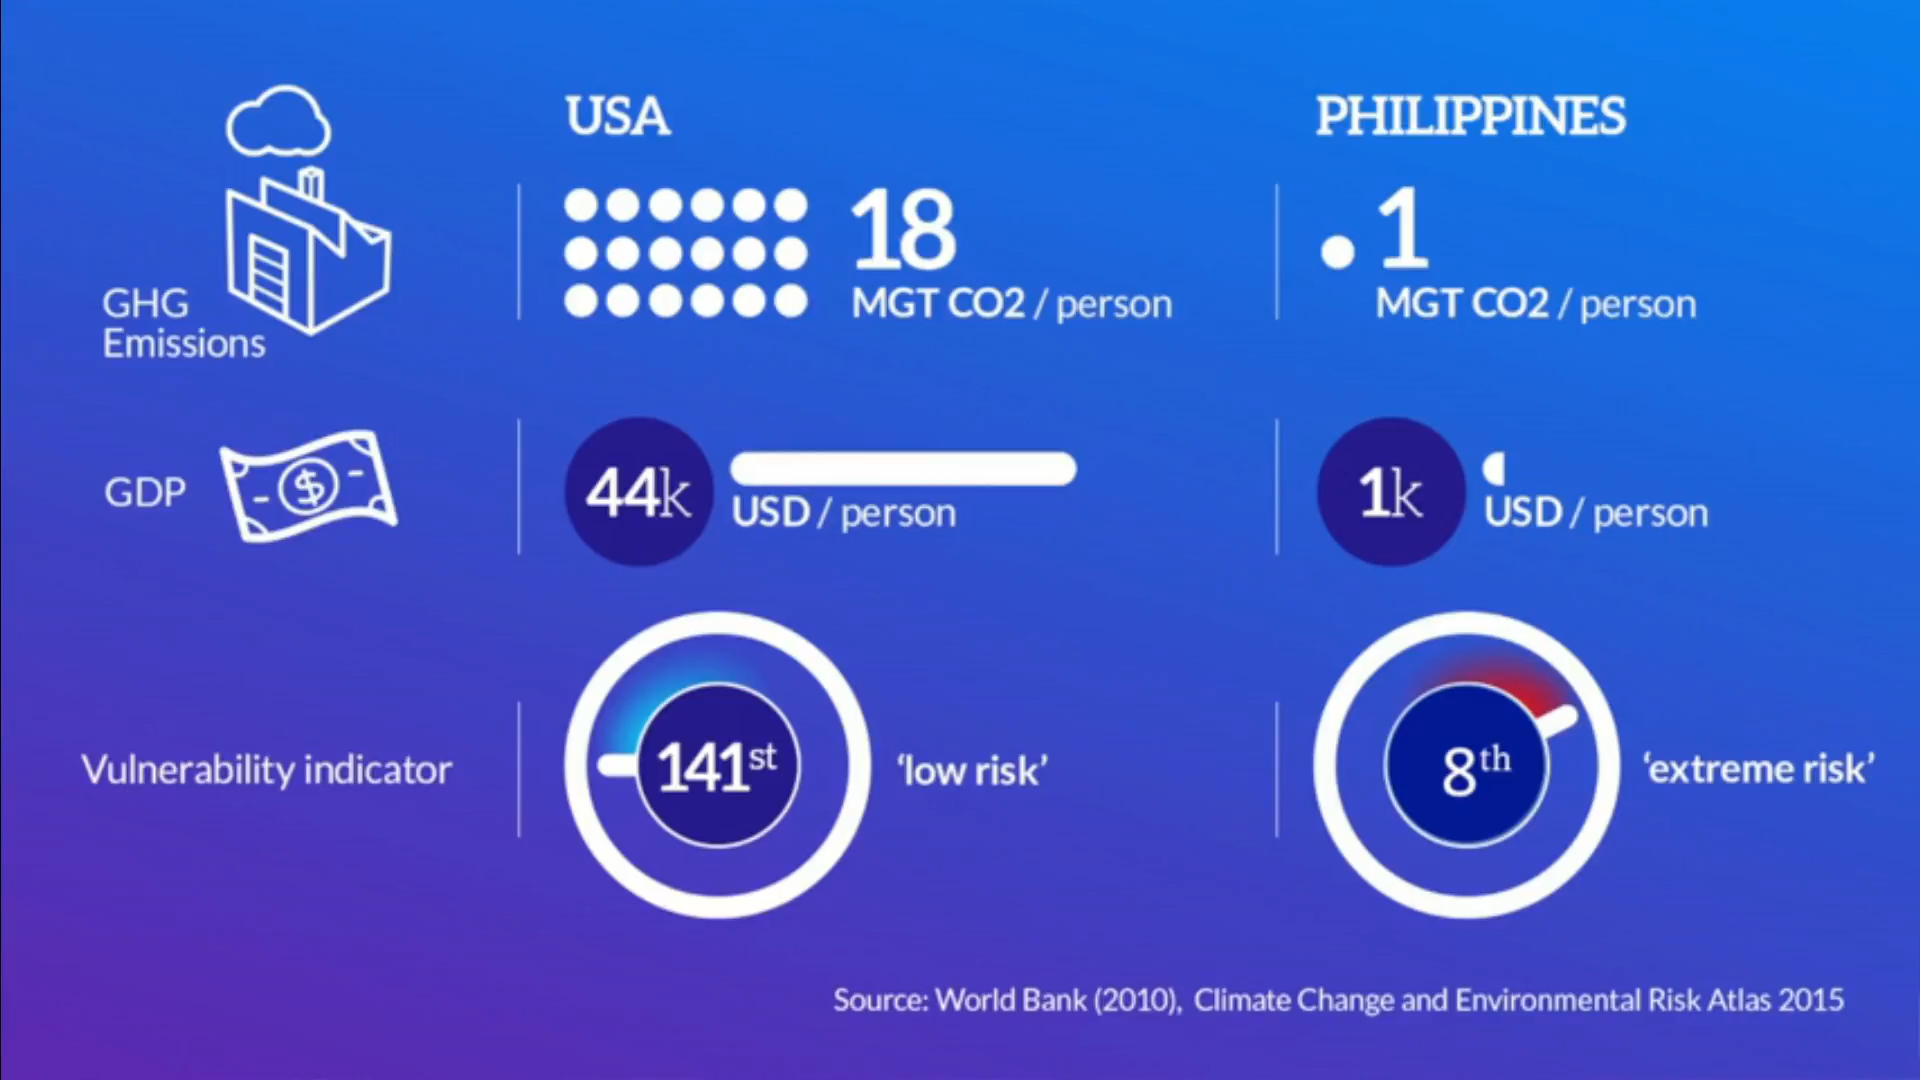 USA
PHILIPPINES
GHG
Emissions
18
MGT CO2 / person
1
MGT CO2 / person
GDP
$
44k
USD / person
1k
USD / person
Vulnerability indicator
141st
‘low risk’
8th
‘extreme risk’
Source: World Bank (2010), Climate Change and Environmental Risk Atlas 2015